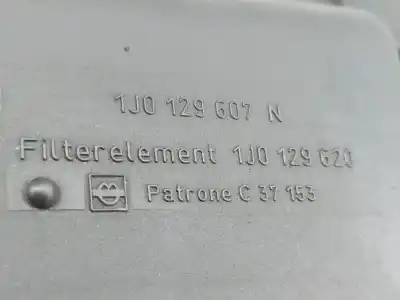 1J0 129 607 N
Filterelement 1J0 129 620
Patrone C 37 153